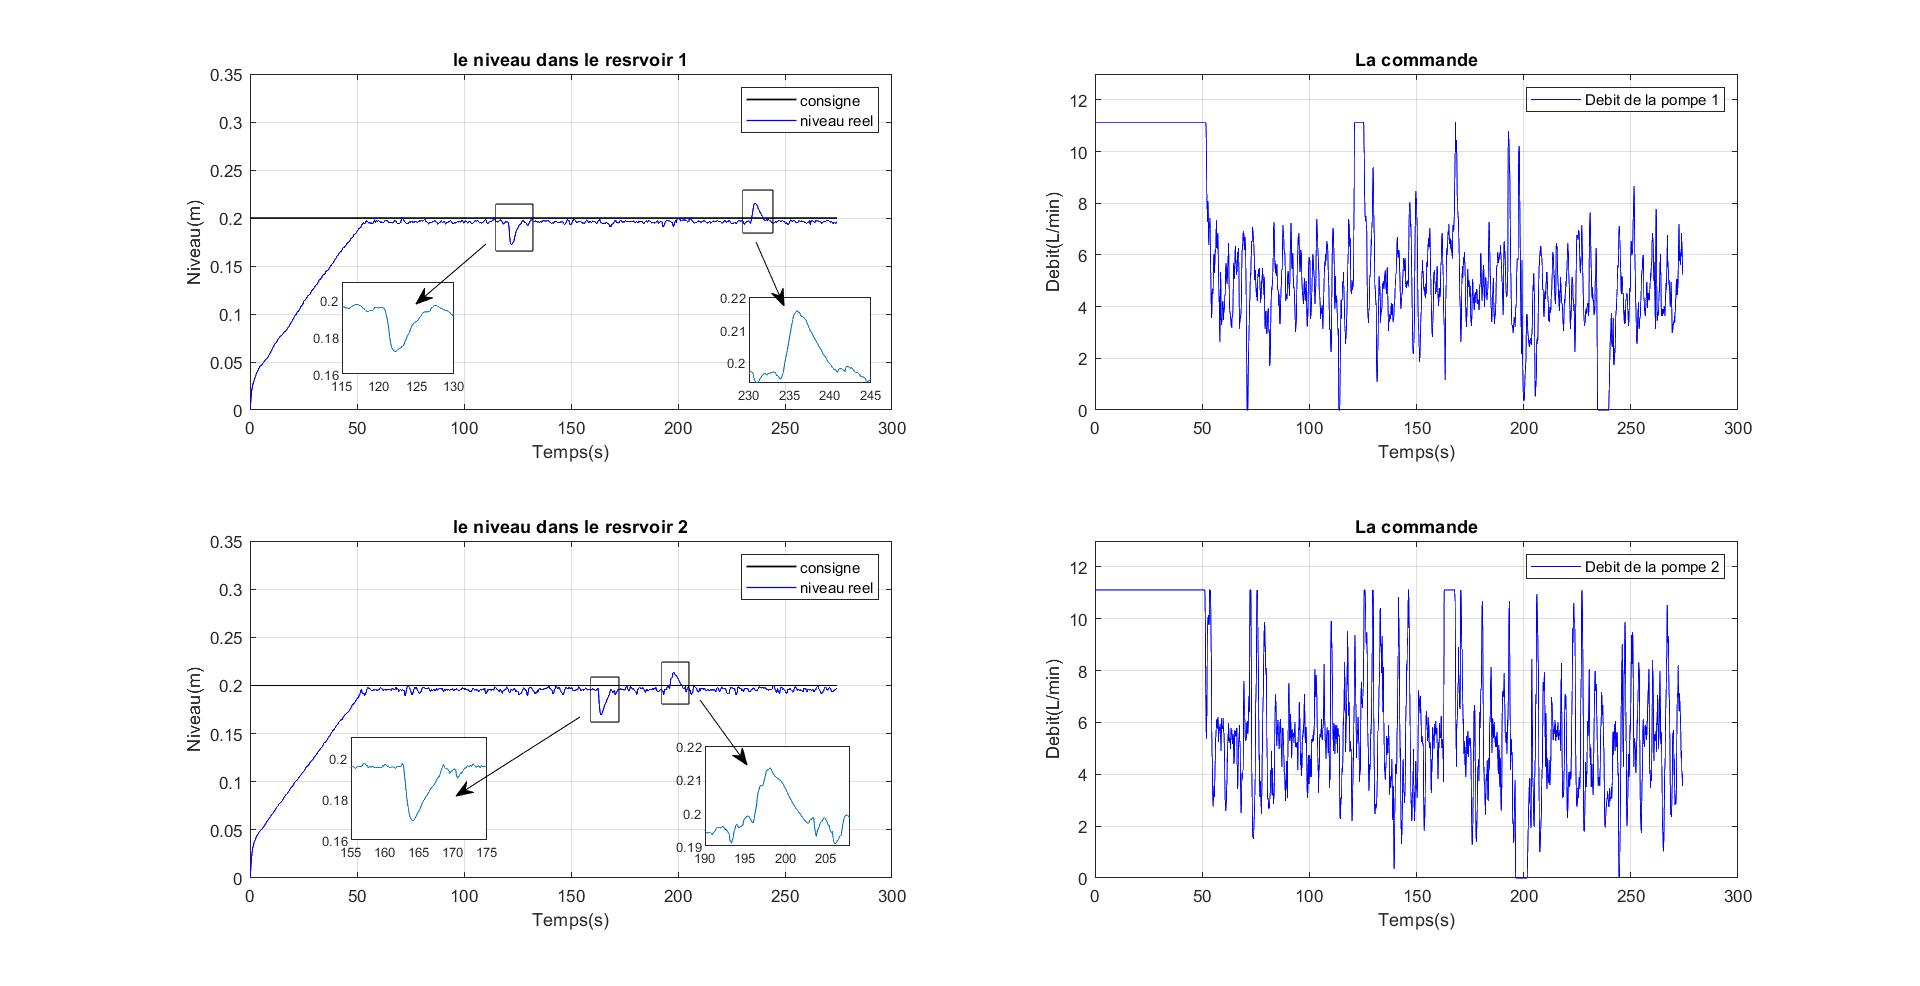 le niveau dans le resrvoir 1
0.35
0.3
0.25
0.2
0.15
0.1
0.05
0
Niveau(m)
consigne
niveau reel
0.2
0.18
0.16
115 120 125 130
0.22
0.21
0.2
230 235 240 245
0 50 100 150 200 250 300
Temps(s)
La commande
12
10
8
6
4
2
0
Debit(L/min)
Debit de la pompe 1
0 50 100 150 200 250 300
Temps(s)
le niveau dans le resrvoir 2
0.35
0.3
0.25
0.2
0.15
0.1
0.05
0
Niveau(m)
consigne
niveau reel
0.2
0.18
0.16
155 160 165 170 175
0.22
0.21
0.2
0.19
190 195 200 205
0 50 100 150 200 250 300
Temps(s)
La commande
12
10
8
6
4
2
0
Debit(L/min)
Debit de la pompe 2
0 50 100 150 200 250 300
Temps(s)